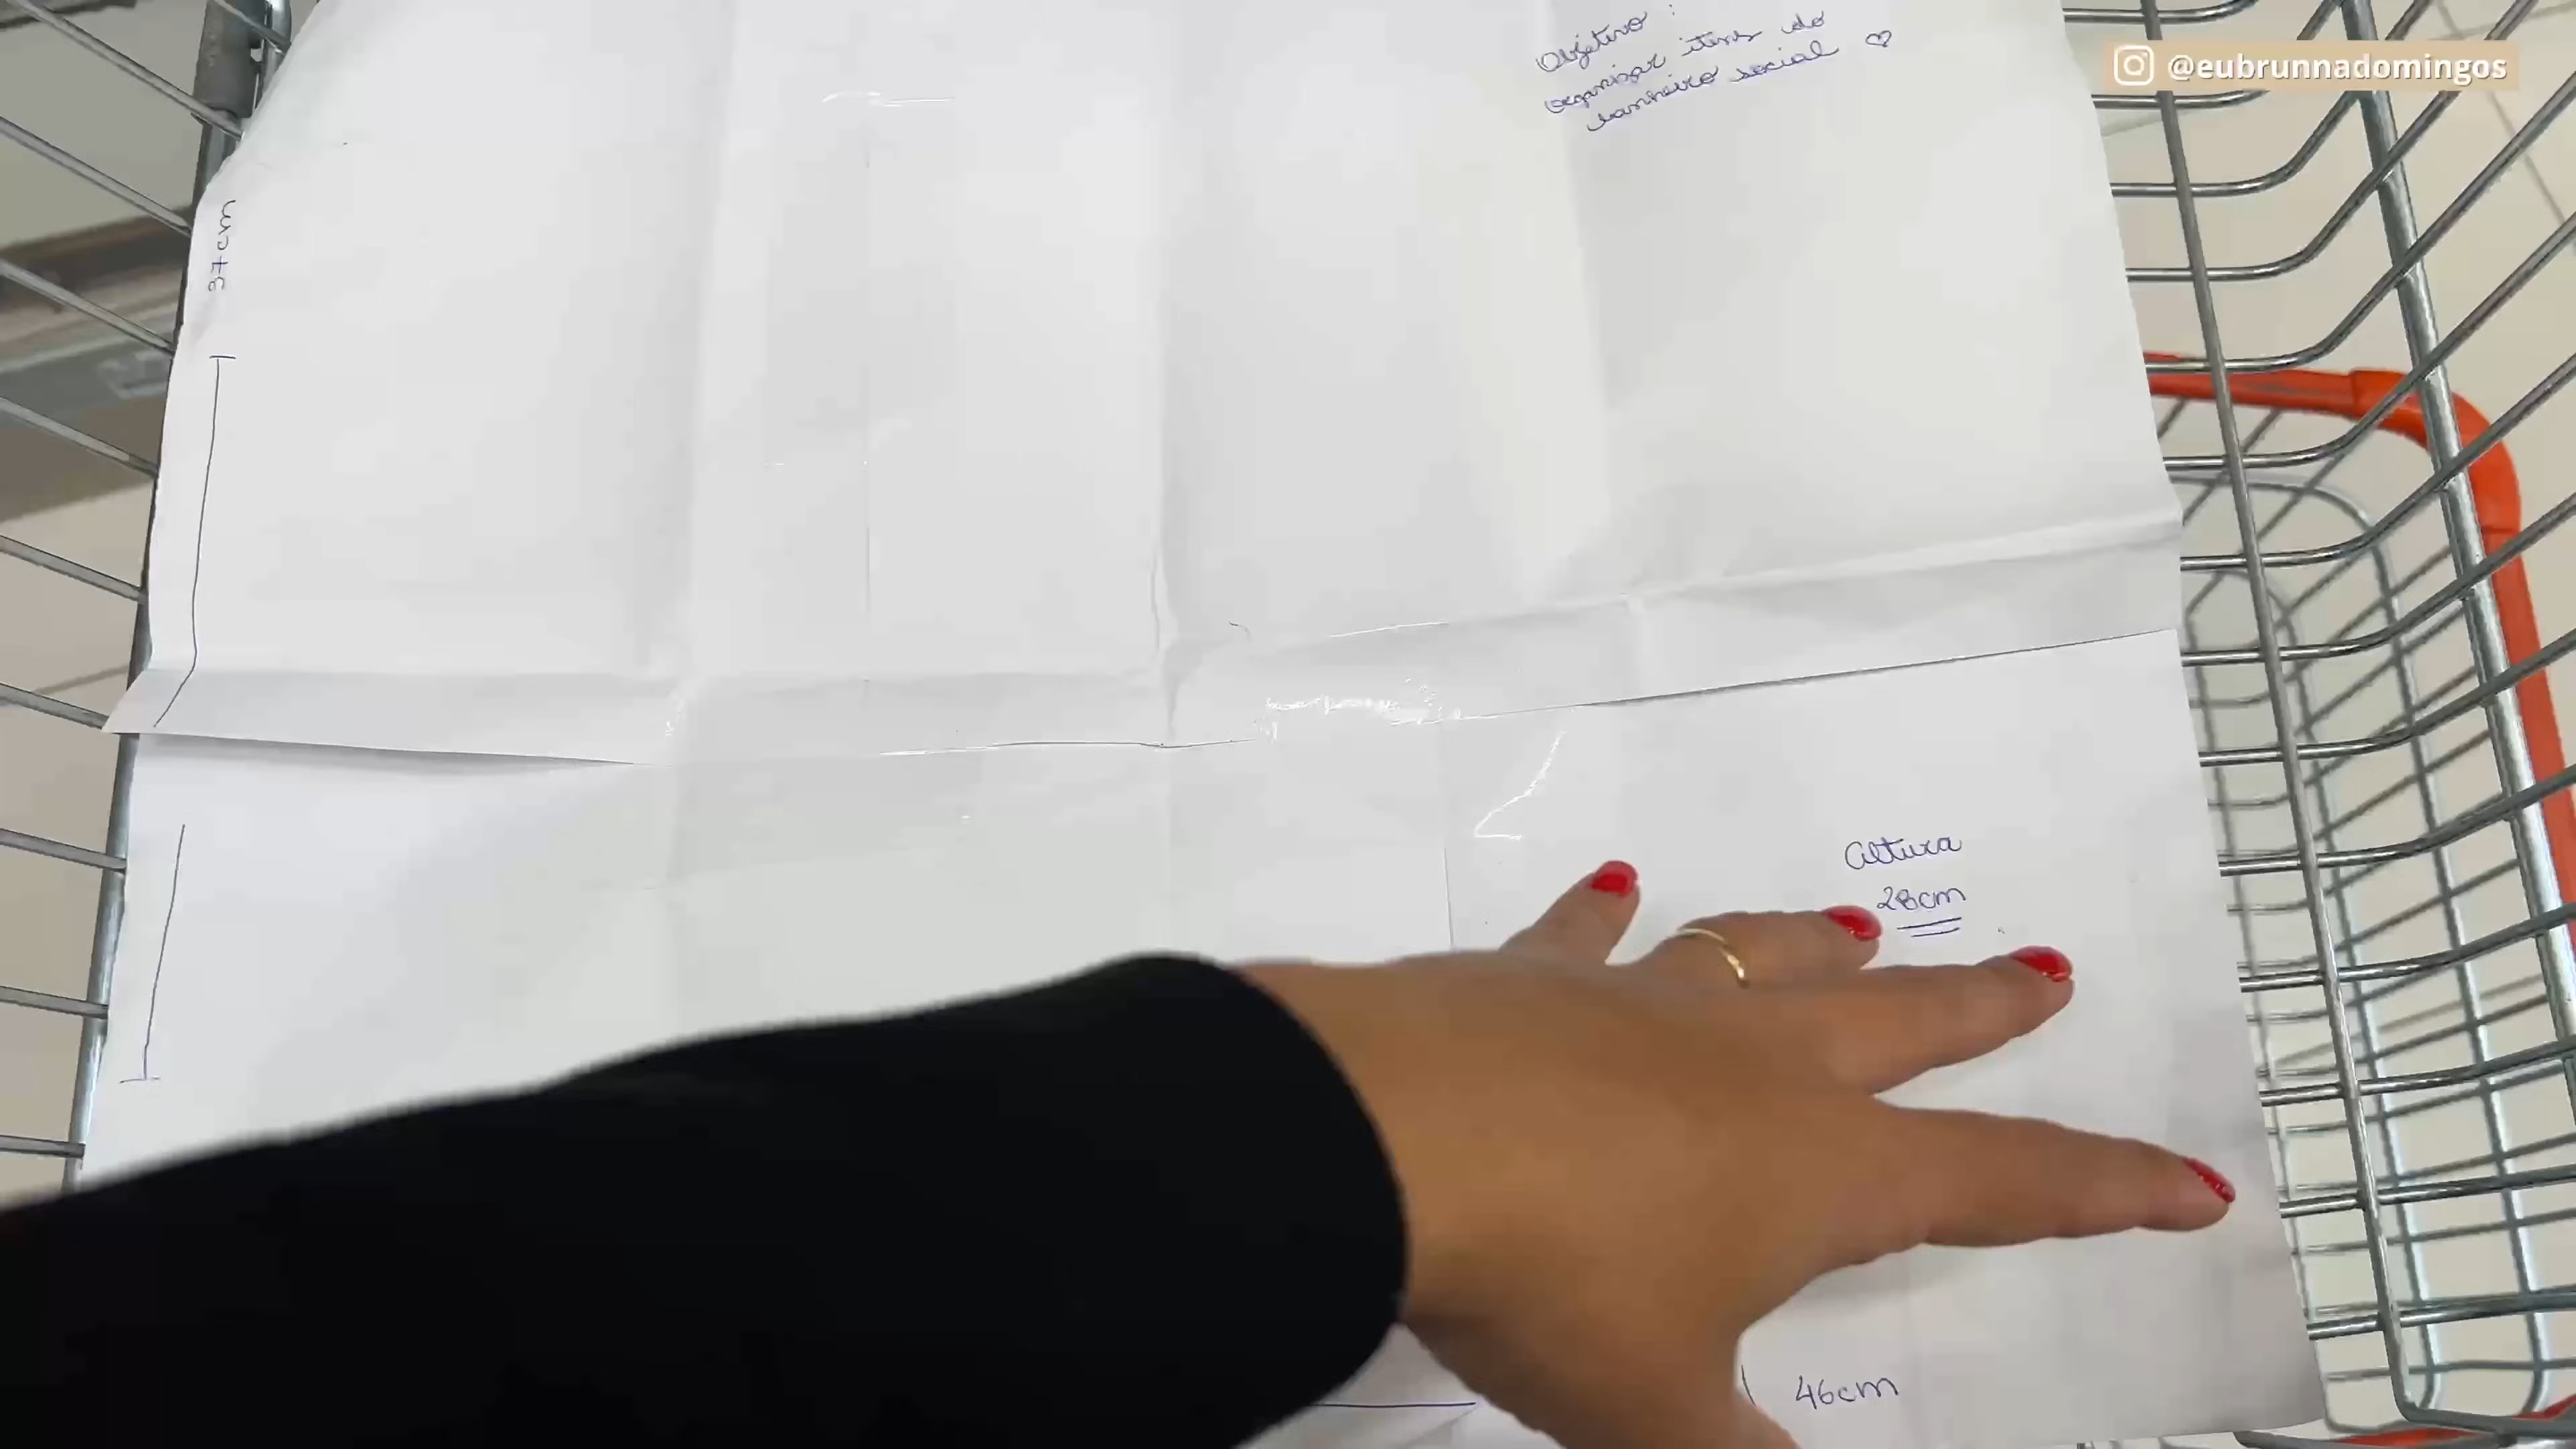 Objetivo :
organizar itens do
banheiro social ♡
@eubrunnadomingos
37cm
Altura
28cm
46cm